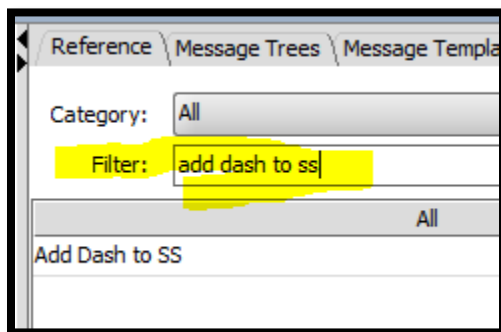 Reference Message Trees Message Templa
Category: All
Filter: add dash to ss
All
Add Dash to SS